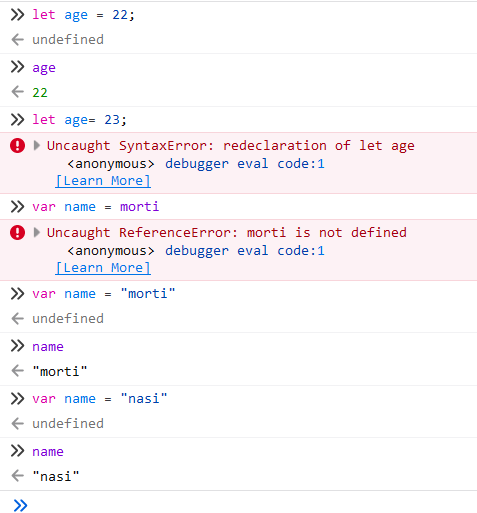 let age = 22;
undefined
age
22
let age= 23;
Uncaught SyntaxError: redeclaration of let age
<anonymous> debugger eval code:1
[Learn More]
var name = morti
Uncaught ReferenceError: morti is not defined
<anonymous> debugger eval code:1
[Learn More]
var name = "morti"
undefined
name
"morti"
var name = "nasi"
undefined
name
"nasi"